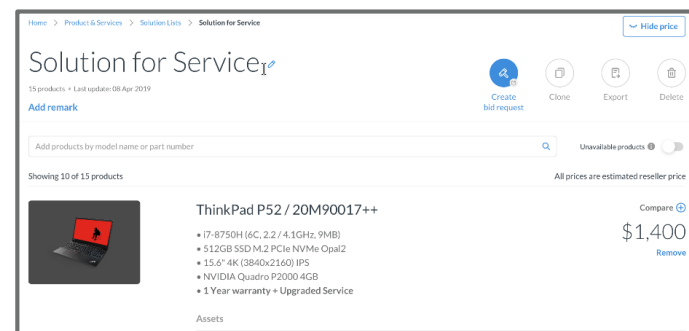 Home > Product & Services > Solution Lists > Solution for Service
Hide price
Solution for Service
15 products • Last update: 08 Apr 2019
Add remark
Create bid request
Clone
Export
Delete
Add products by model name or part number
Unavailable products
Showing 10 of 15 products
All prices are estimated reseller price
ThinkPad P52 / 20M90017++
Compare
• i7-8750H (6C, 2.2 / 4.1GHz, 9MB)
$1,400
• 512GB SSD M.2 PCIe NVMe Opal2
Remove
• 15.6" 4K (3840x2160) IPS
• NVIDIA Quadro P2000 4GB
• 1 Year warranty + Upgraded Service
Assets